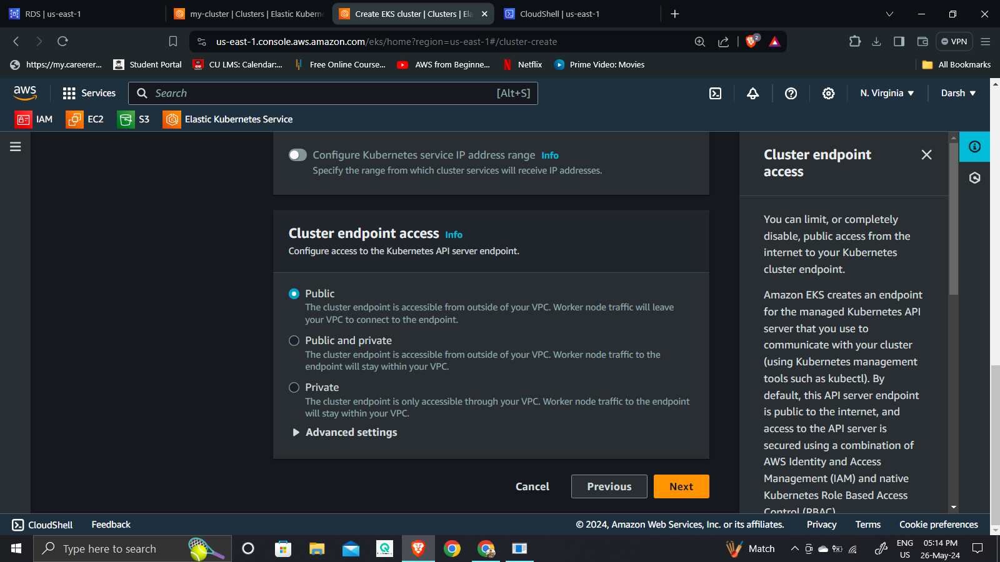 RDS | us-east-1
my-cluster | Clusters | Elastic Kuberne
Create EKS cluster | Clusters | Ela
CloudShell | us-east-1
us-east-1.console.aws.amazon.com/eks/home?region=us-east-1#/cluster-create
2
VPN
https://my.careerer...
Student Portal
CU LMS: Calendar:...
Free Online Course...
AWS from Beginne...
Netflix
Prime Video: Movies
All Bookmarks
aws
Services
Search
[Alt+S]
N. Virginia
Darsh
IAM
EC2
S3
Elastic Kubernetes Service
Configure Kubernetes service IP address range Info
Specify the range from which cluster services will receive IP addresses.
Cluster endpoint access Info
Configure access to the Kubernetes API server endpoint.
Public
The cluster endpoint is accessible from outside of your VPC. Worker node traffic will leave
your VPC to connect to the endpoint.
Public and private
The cluster endpoint is accessible from outside of your VPC. Worker node traffic to the
endpoint will stay within your VPC.
Private
The cluster endpoint is only accessible through your VPC. Worker node traffic to the endpoint
will stay within your VPC.
Advanced settings
Cancel
Previous
Next
Cluster endpoint
access
You can limit, or completely
disable, public access from the
internet to your Kubernetes
cluster endpoint.
Amazon EKS creates an endpoint
for the managed Kubernetes API
server that you use to
communicate with your cluster
(using Kubernetes management
tools such as kubectl). By
default, this API server endpoint
is public to the internet, and
access to the API server is
secured using a combination of
AWS Identity and Access
Management (IAM) and native
Kubernetes Role Based Access
Control (RBAC)
CloudShell
Feedback
© 2024, Amazon Web Services, Inc. or its affiliates.
Privacy
Terms
Cookie preferences
Type here to search
Match
ENG
US
05:14 PM
26-May-24